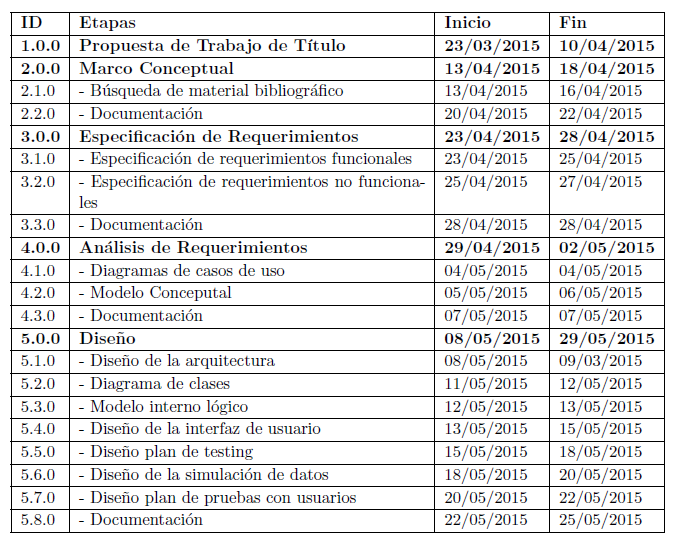 ID Etapas Inicio Fin
1.0.0 Propuesta de Trabajo de Título 23/03/2015 10/04/2015
2.0.0 Marco Conceptual 13/04/2015 18/04/2015
2.1.0 - Búsqueda de material bibliográfico 13/04/2015 16/04/2015
2.2.0 - Documentación 20/04/2015 22/04/2015
3.0.0 Especificación de Requerimientos 23/04/2015 28/04/2015
3.1.0 - Especificación de requerimientos funcionales 23/04/2015 25/04/2015
3.2.0 - Especificación de requerimientos no funciona- 25/04/2015 27/04/2015
les
3.3.0 - Documentación 28/04/2015 28/04/2015
4.0.0 Análisis de Requerimientos 29/04/2015 02/05/2015
4.1.0 - Diagramas de casos de uso 04/05/2015 04/05/2015
4.2.0 - Modelo Conceputal 05/05/2015 06/05/2015
4.3.0 - Documentación 07/05/2015 07/05/2015
5.0.0 Diseño 08/05/2015 29/05/2015
5.1.0 - Diseño de la arquitectura 08/05/2015 09/03/2015
5.2.0 - Diagrama de clases 11/05/2015 12/05/2015
5.3.0 - Modelo interno lógico 12/05/2015 13/05/2015
5.4.0 - Diseño de la interfaz de usuario 13/05/2015 15/05/2015
5.5.0 - Diseño plan de testing 15/05/2015 18/05/2015
5.6.0 - Diseño de la simulación de datos 18/05/2015 20/05/2015
5.7.0 - Diseño plan de pruebas con usuarios 20/05/2015 22/05/2015
5.8.0 - Documentación 22/05/2015 25/05/2015